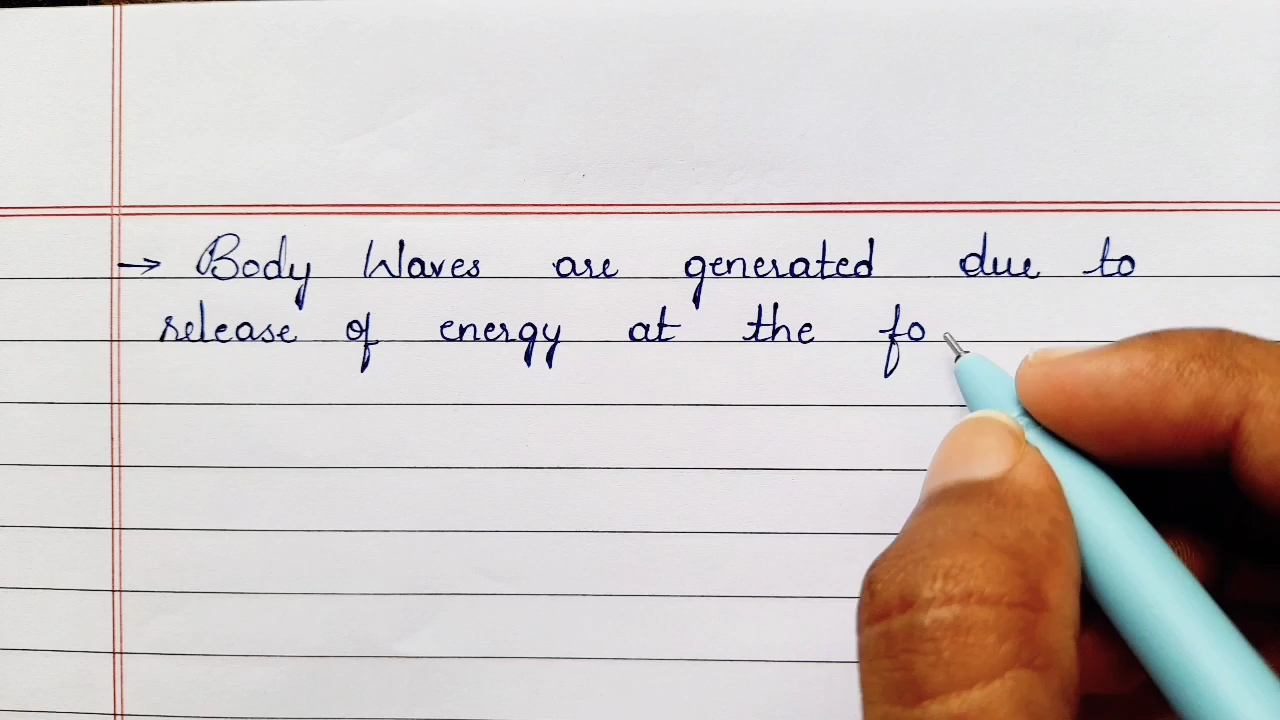 → Body Waves are generated due to
release of energy at the fo